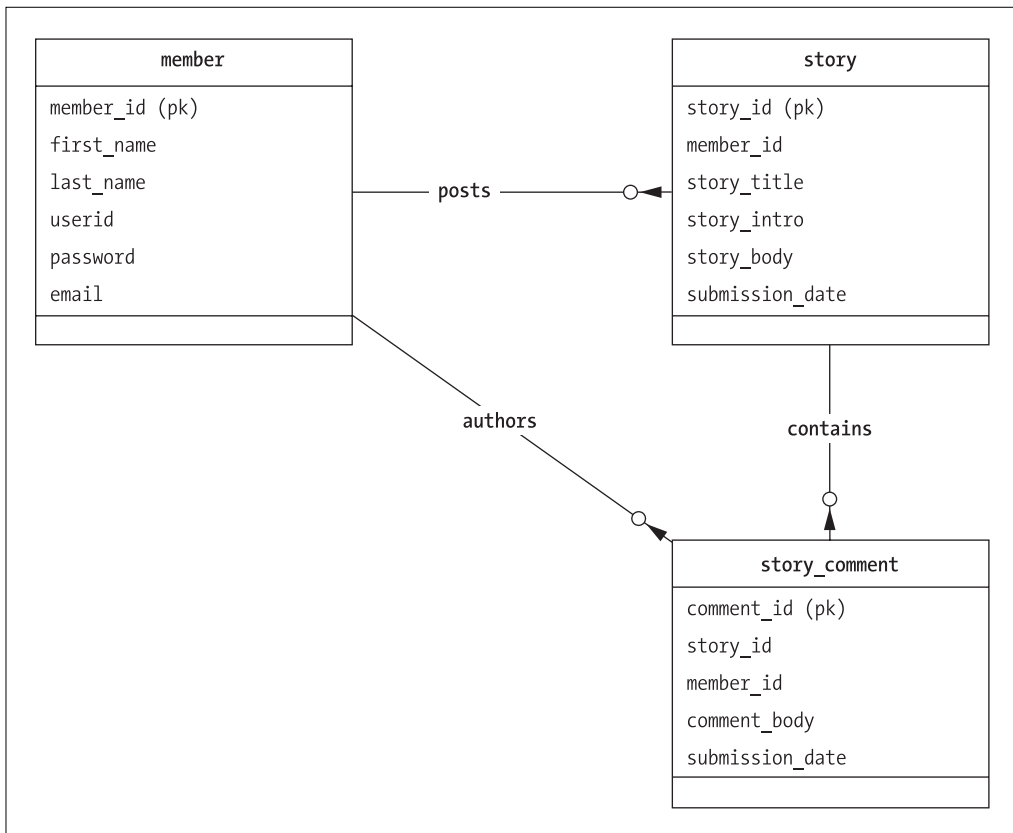 member
member_id (pk)
first_name
last_name
userid
password
email
posts
story
story_id (pk)
member_id
story_title
story_intro
story_body
submission_date
authors
contains
story_comment
comment_id (pk)
story_id
member_id
comment_body
submission_date